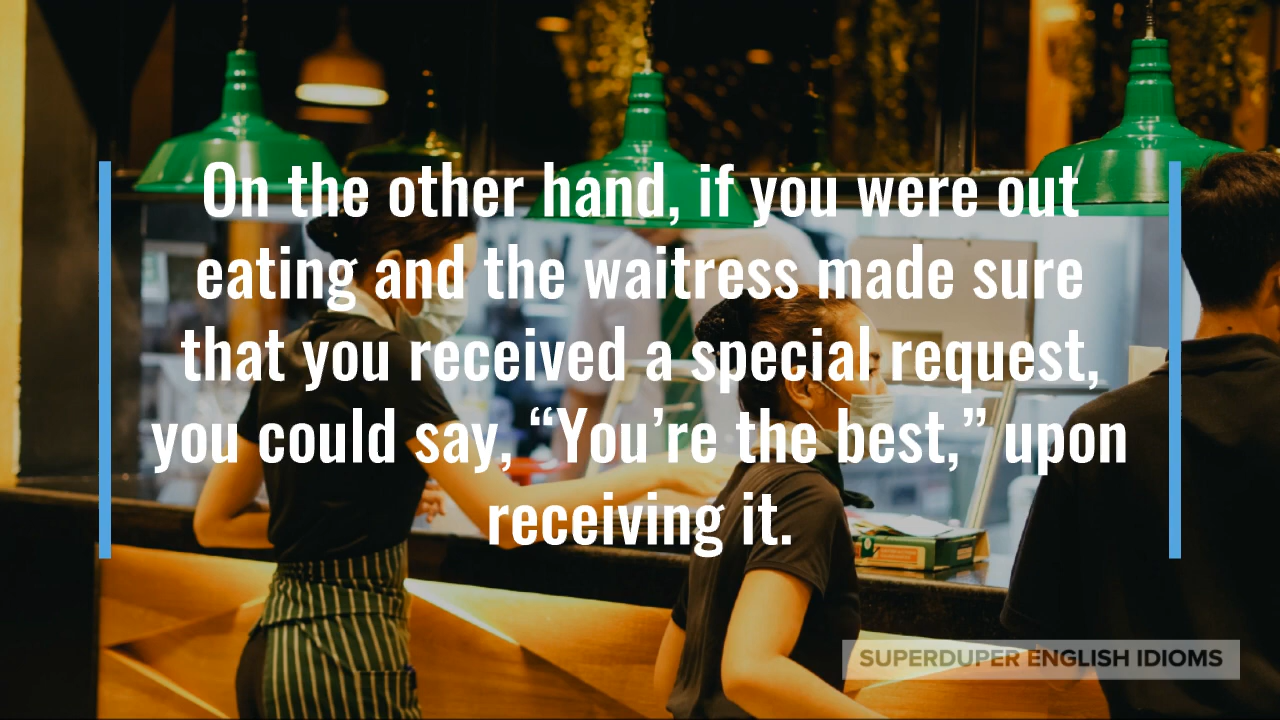 On the other hand, if you were out
eating and the waitress made sure
that you received a special request,
you could say, “You’re the best,” upon
receiving it.
SUPERDUPER ENGLISH IDIOMS